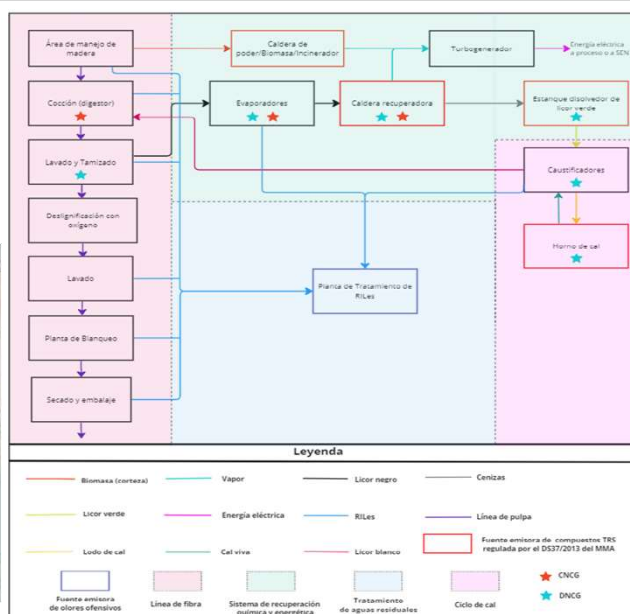 Área de manejo de
madera
Caldera de
poder/Biomasa/Incinerador
Turbogenerador
Energía eléctrica
a proceso o a SEN
Cocción (digestor)
Evaporadores
Caldera recuperadora
Estanque disolvedor de
licor verde
Lavado y Tamizado
Caustificadores
Deslignificación con
oxígeno
Horno de cal
Lavado
Planta de Tratamiento de
RILes
Planta de Blanqueo
Secado y embalaje
Leyenda
Biomasa (corteza)
Vapor
Licor negro
Cenizas
Licor verde
Energía eléctrica
RILes
Línea de pulpa
Lodo de cal
Cal viva
Licor blanco
Fuente emisora de compuestos TRS
regulada por el DS37/2013 del MMA
Fuente emisora
de olores ofensivos
Línea de fibra
Sistema de recuperación
química y energética
Tratamiento
de aguas residuales
Ciclo de cal
CNCG
DNCG